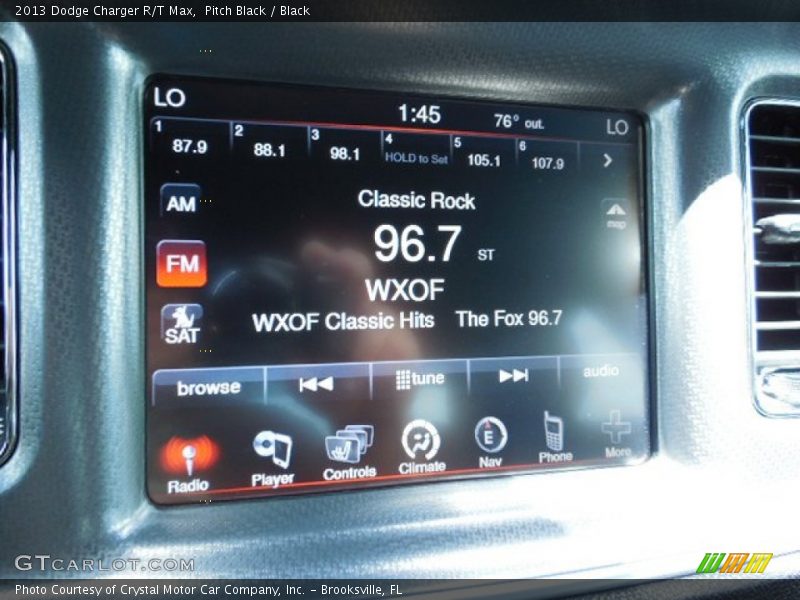 2013 Dodge Charger R/T Max, Pitch Black / Black
LO 1:45 76° out. LO
1 87.9 2 88.1 3 98.1 4 HOLD to Set 5 105.1 6 107.9
AM Classic Rock map
FM 96.7 ST
WXOF
SAT WXOF Classic Hits The Fox 96.7
browse tune audio
Radio Player Controls Climate E Nav Phone More
GTCARLOT.COM
Photo Courtesy of Crystal Motor Car Company, Inc. – Brooksville, FL